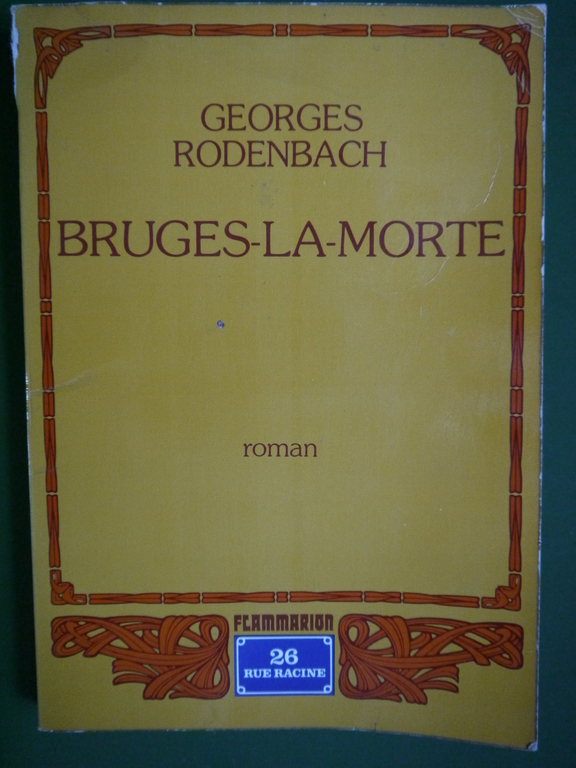 GEORGES
RODENBACH
BRUGES-LA-MORTE
roman
FLAMMARION
26
RUE RACINE